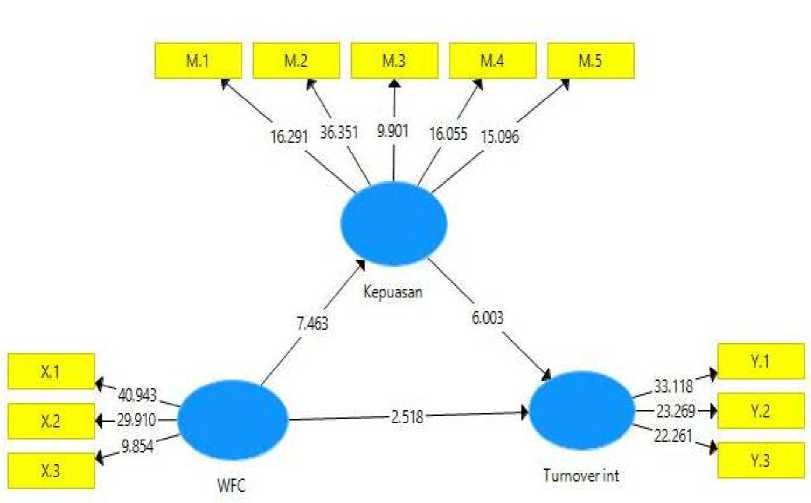 M.1 M.2 M.3 M.4 M.5
16.291 36.351 9.901 16.055 15.096
Kepuasan
7.463 6.003
X.1 Y.1
40.943 33.118
X.2 29.910 2.518 23.269 Y.2
9.854 22.261
X.3 Y.3
WFC Turnover int